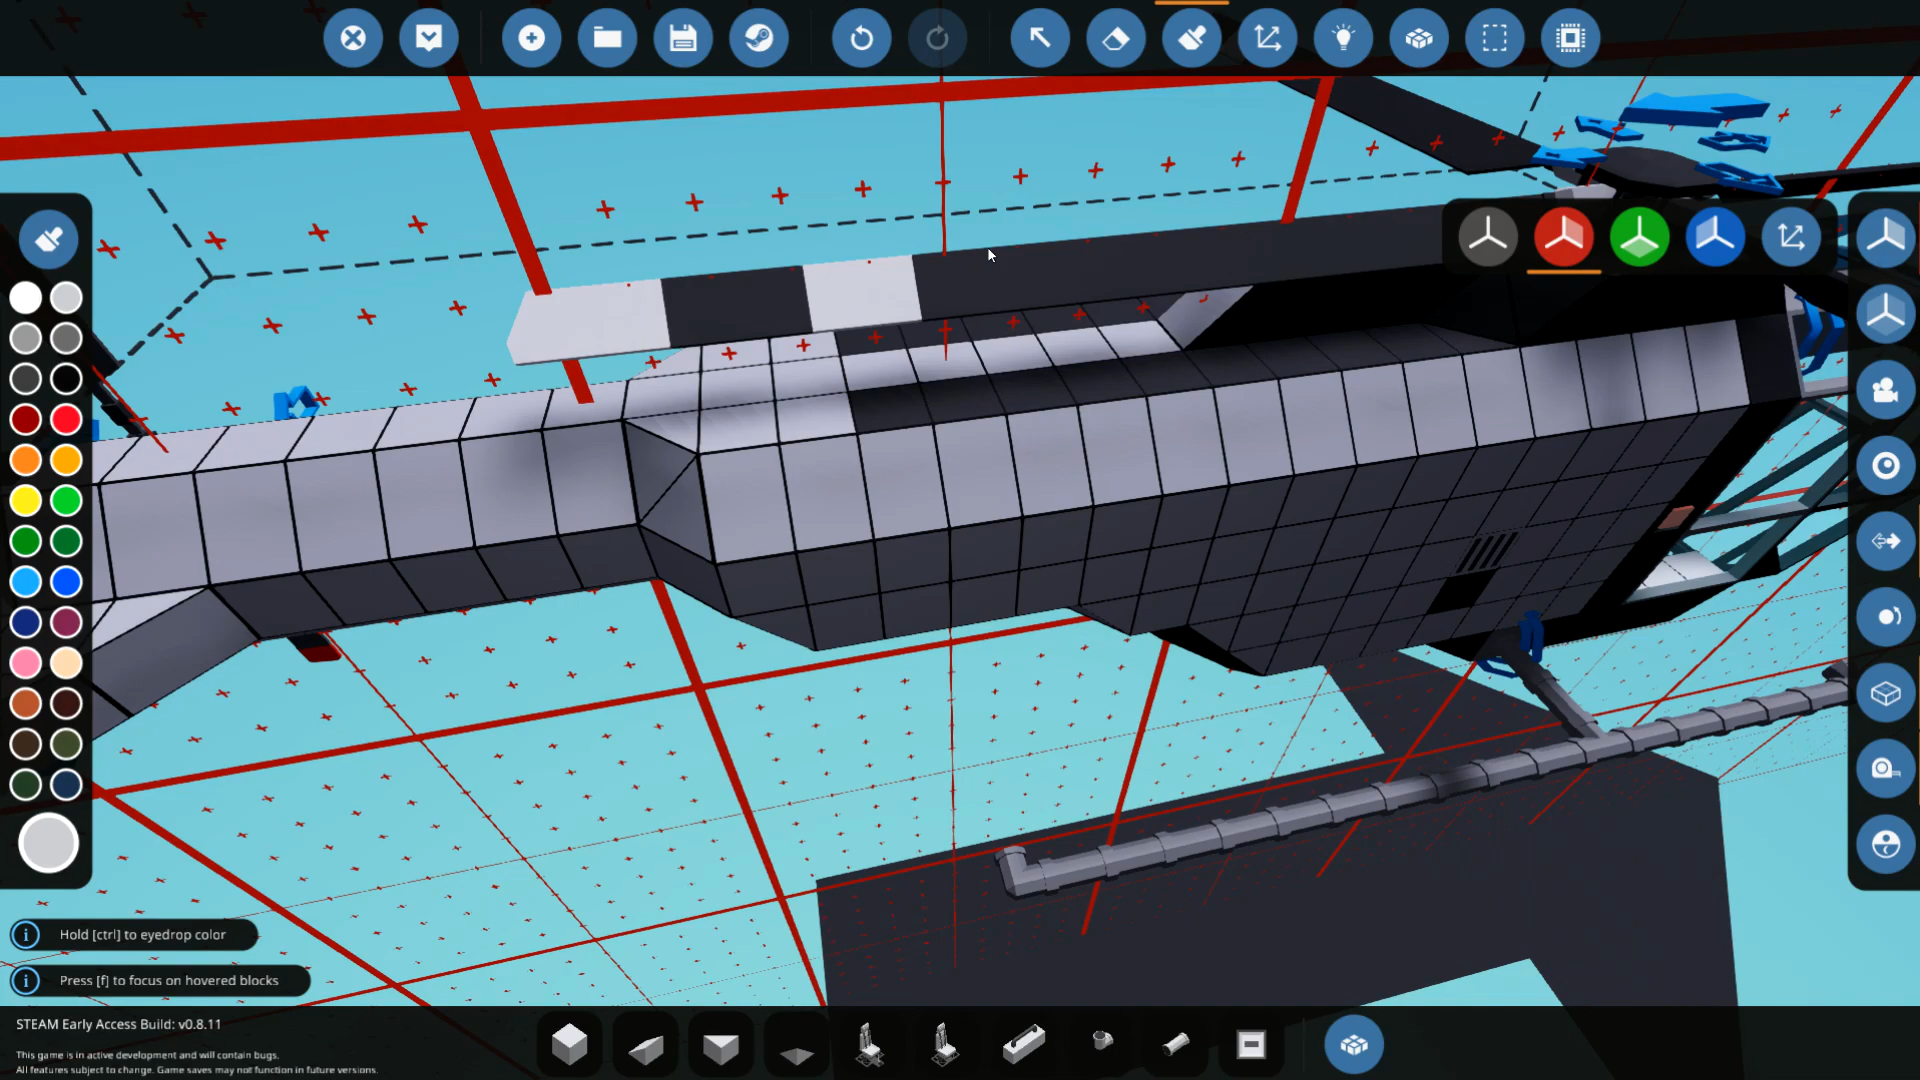 Hold [ctrl] to eyedrop color
Press [f] to focus on hovered blocks
STEAM Early Access Build: v0.8.11
This game is in active development and will contain bugs.
All features subject to change. Game saves may not function in future versions.